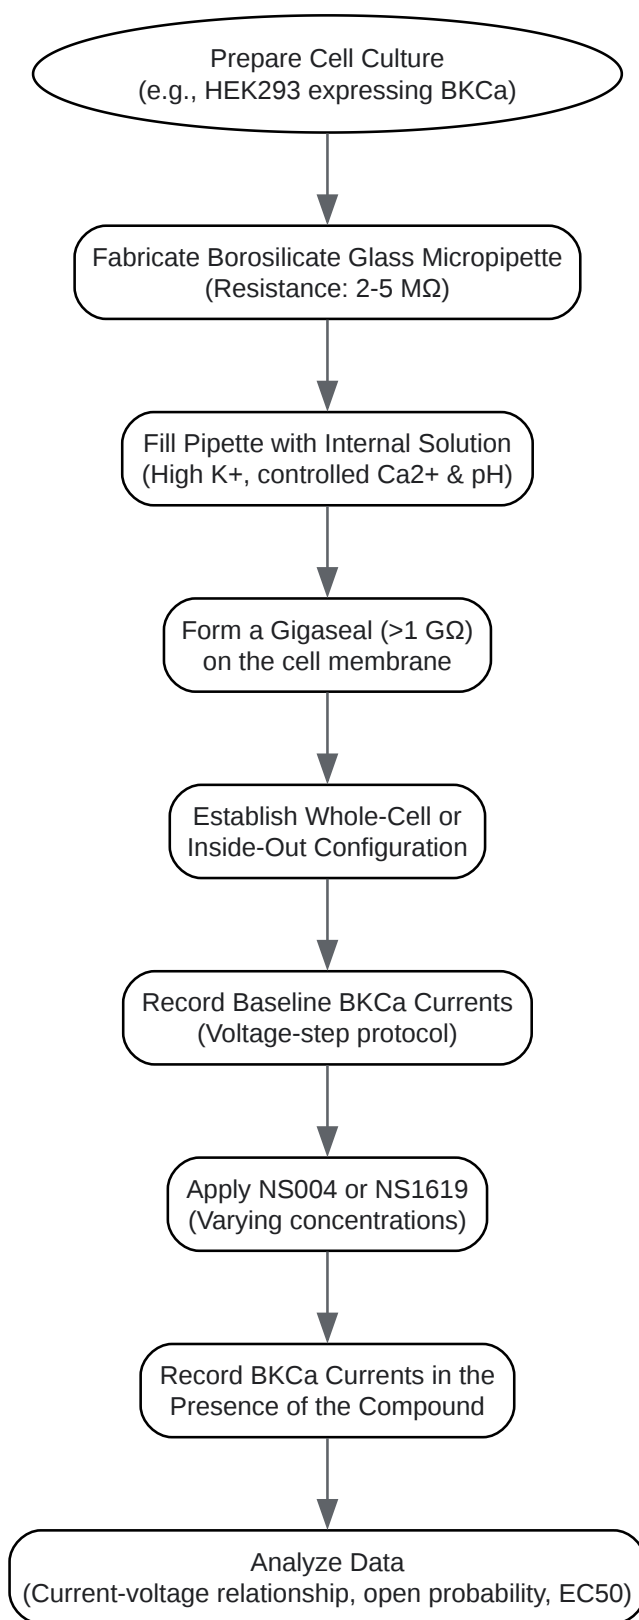 Prepare Cell Culture
(e.g., HEK293 expressing BKCa)
Fabricate Borosilicate Glass Micropipette
(Resistance: 2-5 MΩ)
Fill Pipette with Internal Solution
(High K+, controlled Ca2+ & pH)
Form a Gigaseal (>1 GΩ)
on the cell membrane
Establish Whole-Cell or
Inside-Out Configuration
Record Baseline BKCa Currents
(Voltage-step protocol)
Apply NS004 or NS1619
(Varying concentrations)
Record BKCa Currents in the
Presence of the Compound
Analyze Data
(Current-voltage relationship, open probability, EC50)